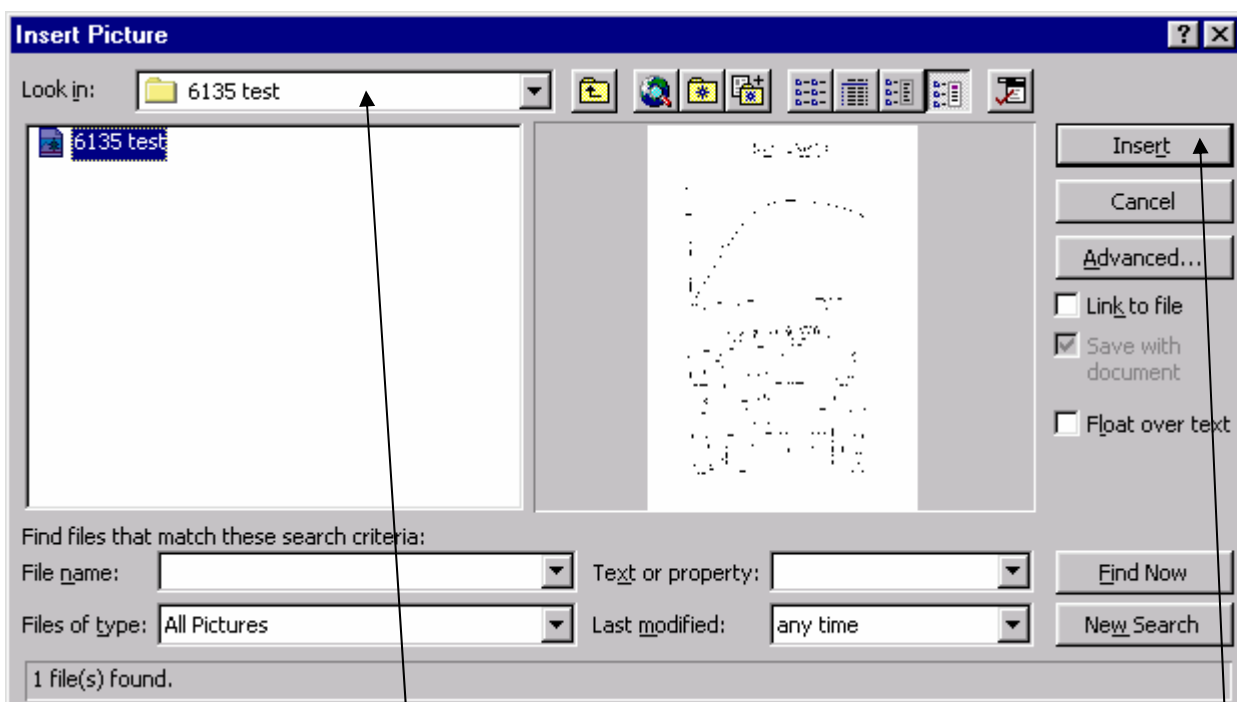 Insert Picture
Look in: 6135 test
6135 test
Insert
Cancel
Advanced...
Link to file
Save with
document
Float over text
Find files that match these search criteria:
File name: Text or property: Find Now
Files of type: All Pictures Last modified: any time New Search
1 file(s) found.